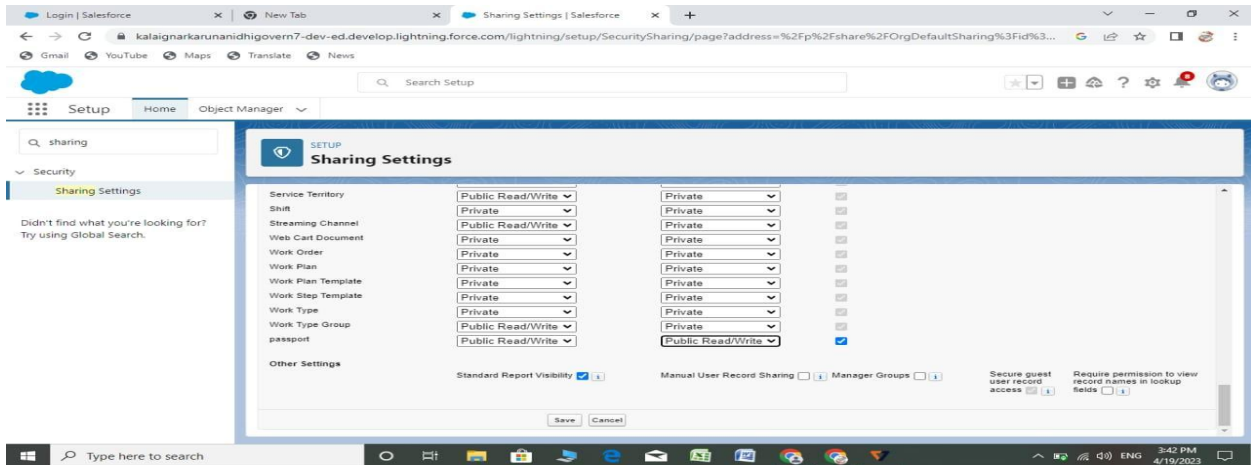 Login | Salesforce
New Tab
Sharing Settings | Salesforce
kalaignarkarunanidhigovern7-dev-ed.develop.lightning.force.com/lightning/setup/SecuritySharing/page?address=%2Fp%2Fshare%2FOrgDefaultSharing%3Fid%3...
Gmail YouTube Maps Translate News
Search Setup
Setup Home Object Manager
sharing
Security
Sharing Settings
Didn't find what you're looking for?
Try using Global Search.
SETUP
Sharing Settings
Service Territory Public Read/Write Private
Shift Private Private
Streaming Channel Public Read/Write Private
Web Cart Document Private Private
Work Order Private Private
Work Plan Private Private
Work Plan Template Private Private
Work Step Template Private Private
Work Type Private Private
Work Type Group Public Read/Write Private
passport Public Read/Write Public Read/Write
Other Settings
Standard Report Visibility i
Manual User Record Sharing i
Manager Groups i
Secure guest
user record
access i
Require permission to view
record names in lookup
fields i
Save Cancel
Type here to search
ENG
3:42 PM
4/19/2023